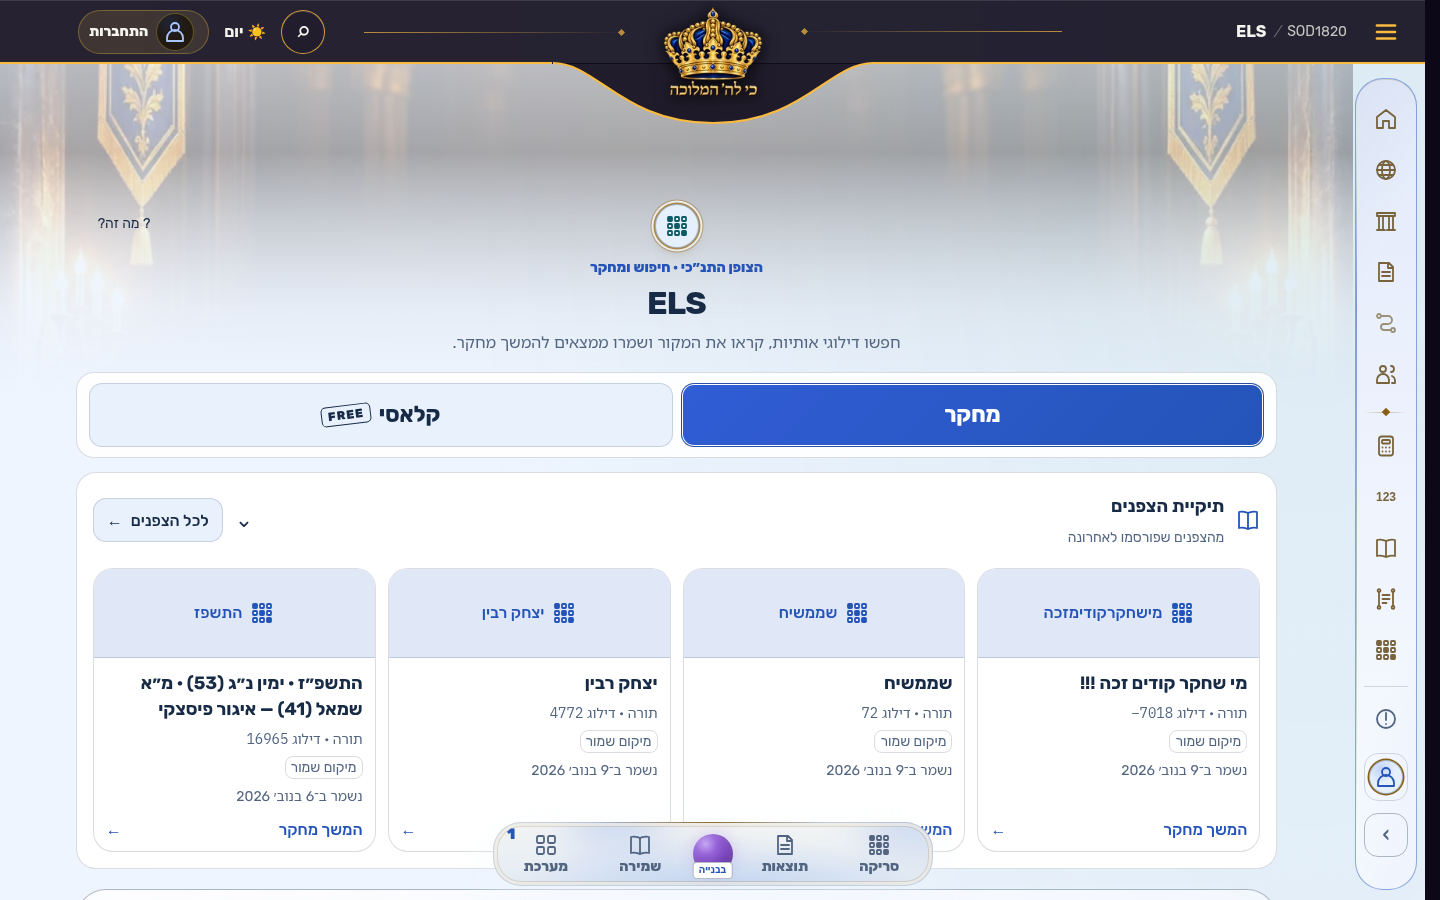 SOD1820 / ELS
כי לה' המלוכה
יום
התחברות
? מה זה?
הצופן התנ״כי • חיפוש ומחקר
ELS
חפשו דילוגי אותיות, קראו את המקור ושמרו ממצאים להמשך מחקר.
מחקר
קלאסי FREE
תיקיית הצפנים
מהצפנים שפורסמו לאחרונה
לכל הצפנים ←
מישחקרקודימזכה
מי שחקר קודים זכה !!!
תורה • דילוג 7018−
מיקום שמור
נשמר ב־9 בנוב׳ 2026
המשך מחקר ←
שממשיח
שממשיח
תורה • דילוג 72
מיקום שמור
נשמר ב־9 בנוב׳ 2026
יצחק רבין
יצחק רבין
תורה • דילוג 4772
מיקום שמור
נשמר ב־9 בנוב׳ 2026
←
התשפז
התשפ״ז • ימין נ״ג (53) • מ״א
שמאל (41) — איגור פיסצקי
תורה • דילוג 16965
מיקום שמור
נשמר ב־6 בנוב׳ 2026
המשך מחקר ←
סריקה
תוצאות
בבנייה
שמירה
מערכת
1
123